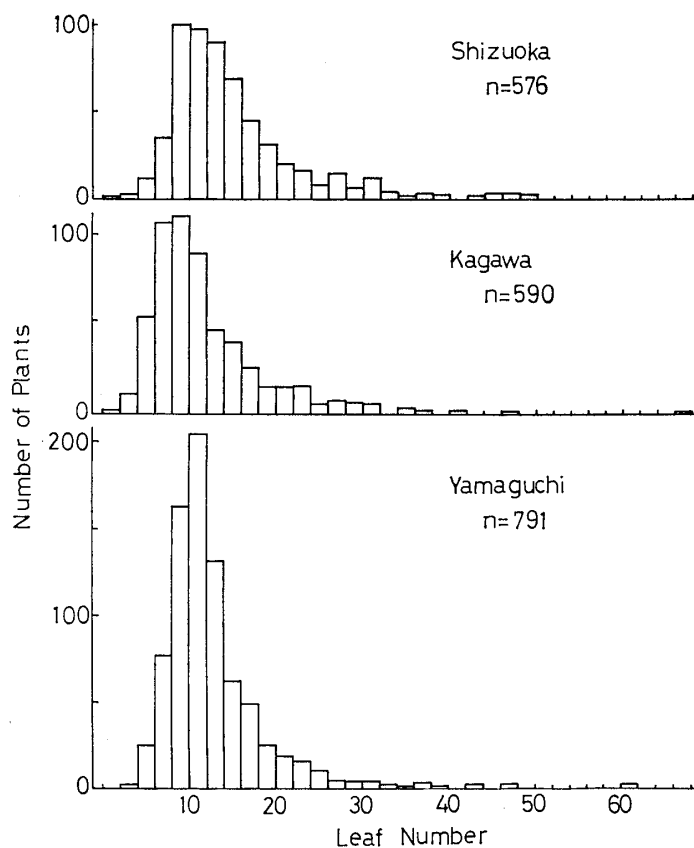 100
0
Shizuoka
n=576
100
0
Kagawa
n=590
Number of Plants
200
100
0
Yamaguchi
n=791
10 20 30 40 50 60
Leaf Number